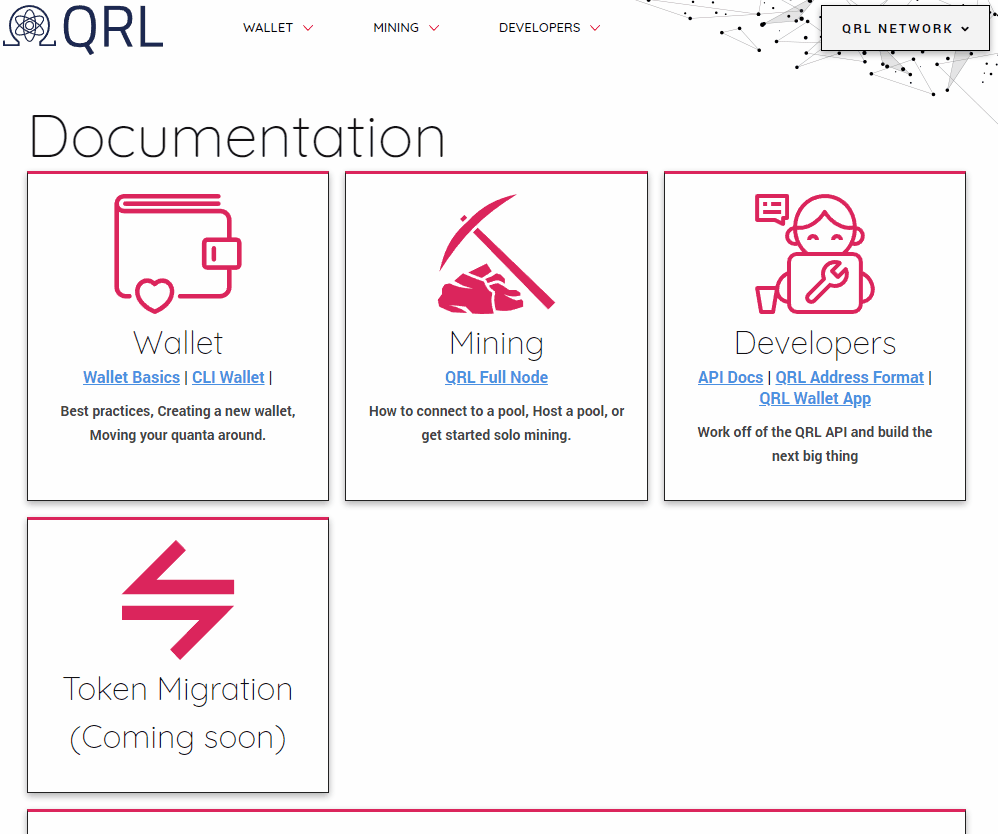 QRL
WALLET
MINING
DEVELOPERS
QRL NETWORK
Documentation
Wallet
Wallet Basics | CLI Wallet |
Best practices, Creating a new wallet,
Moving your quanta around.
Mining
QRL Full Node
How to connect to a pool, Host a pool, or
get started solo mining.
Developers
API Docs | QRL Address Format |
QRL Wallet App
Work off of the QRL API and build the
next big thing
Token Migration
(Coming soon)